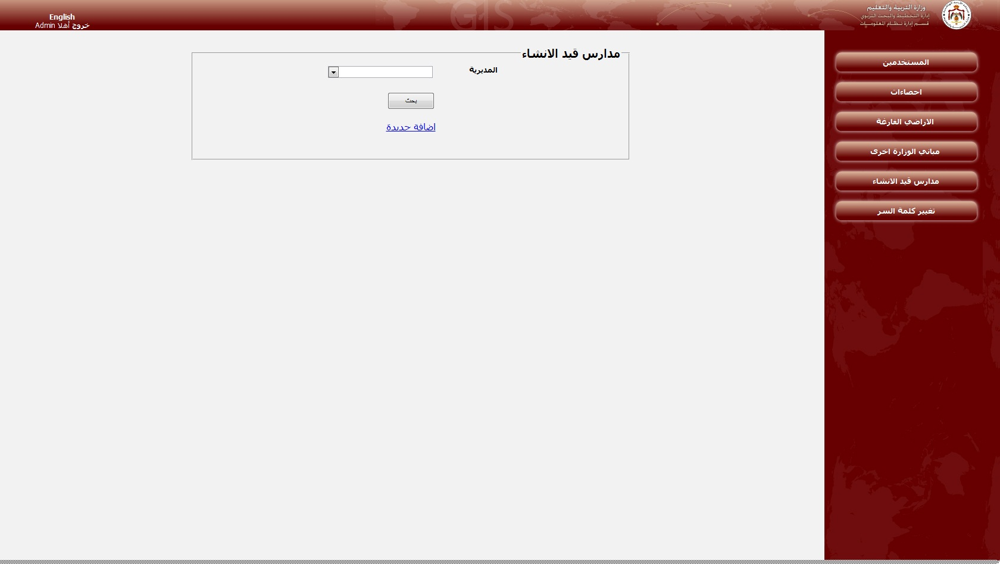 وزارة التربية والتعليم
إدارة التخطيط والبحث التربوي
قسم إدارة نظام المعلومات
GIS
English
خروج أهلا Admin
المستخدمين
احصاءات
الاراضي الفارغة
مباني الوزارة اخرى
مدارس قيد الانشاء
تغيير كلمة السر
مدارس قيد الانشاء
المديرية
بحث
اضافة جديدة